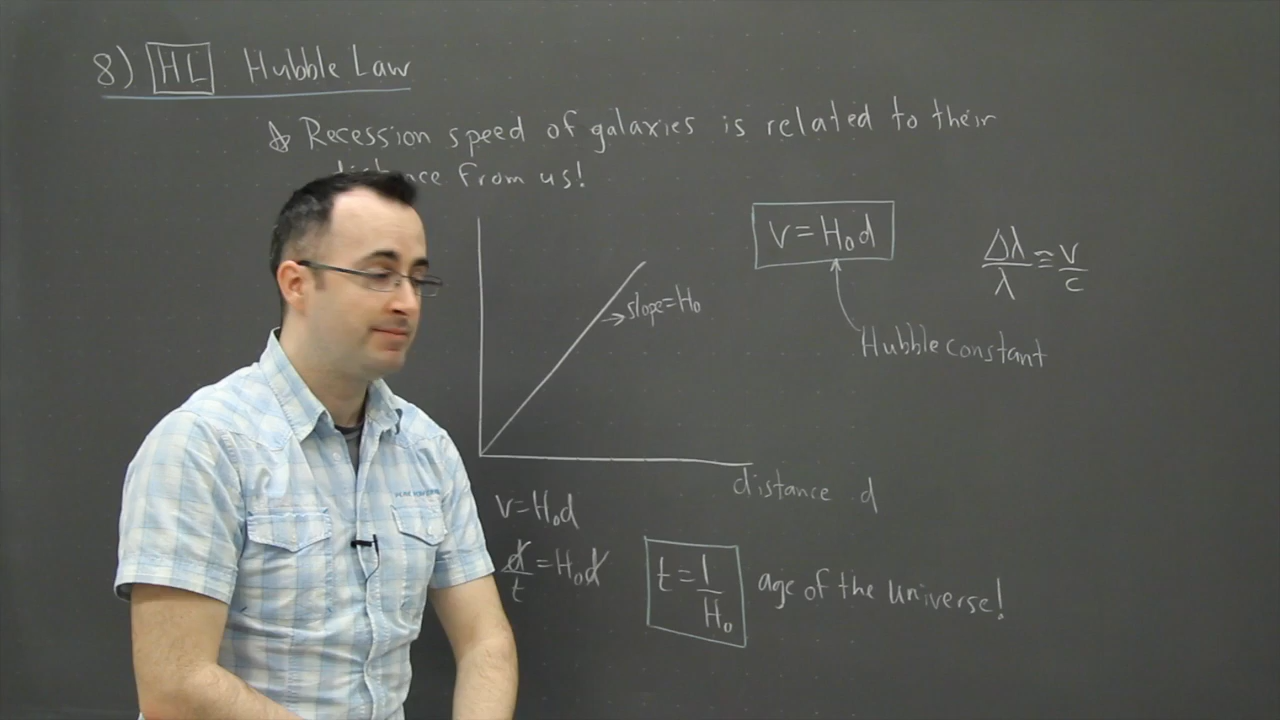 8) HL Hubble Law
☆ Recession speed of galaxies is related to their
distance from us!
v = H₀d
Δλ/λ ≅ v/c
slope = H₀
Hubble constant
distance d
v = H₀d
d/t = H₀d
t = 1/H₀ age of the universe!